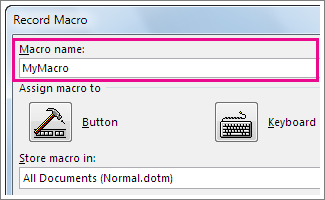 Record Macro
Macro name:
MyMacro
Assign macro to
Button Keyboard
Store macro in:
All Documents (Normal.dotm)